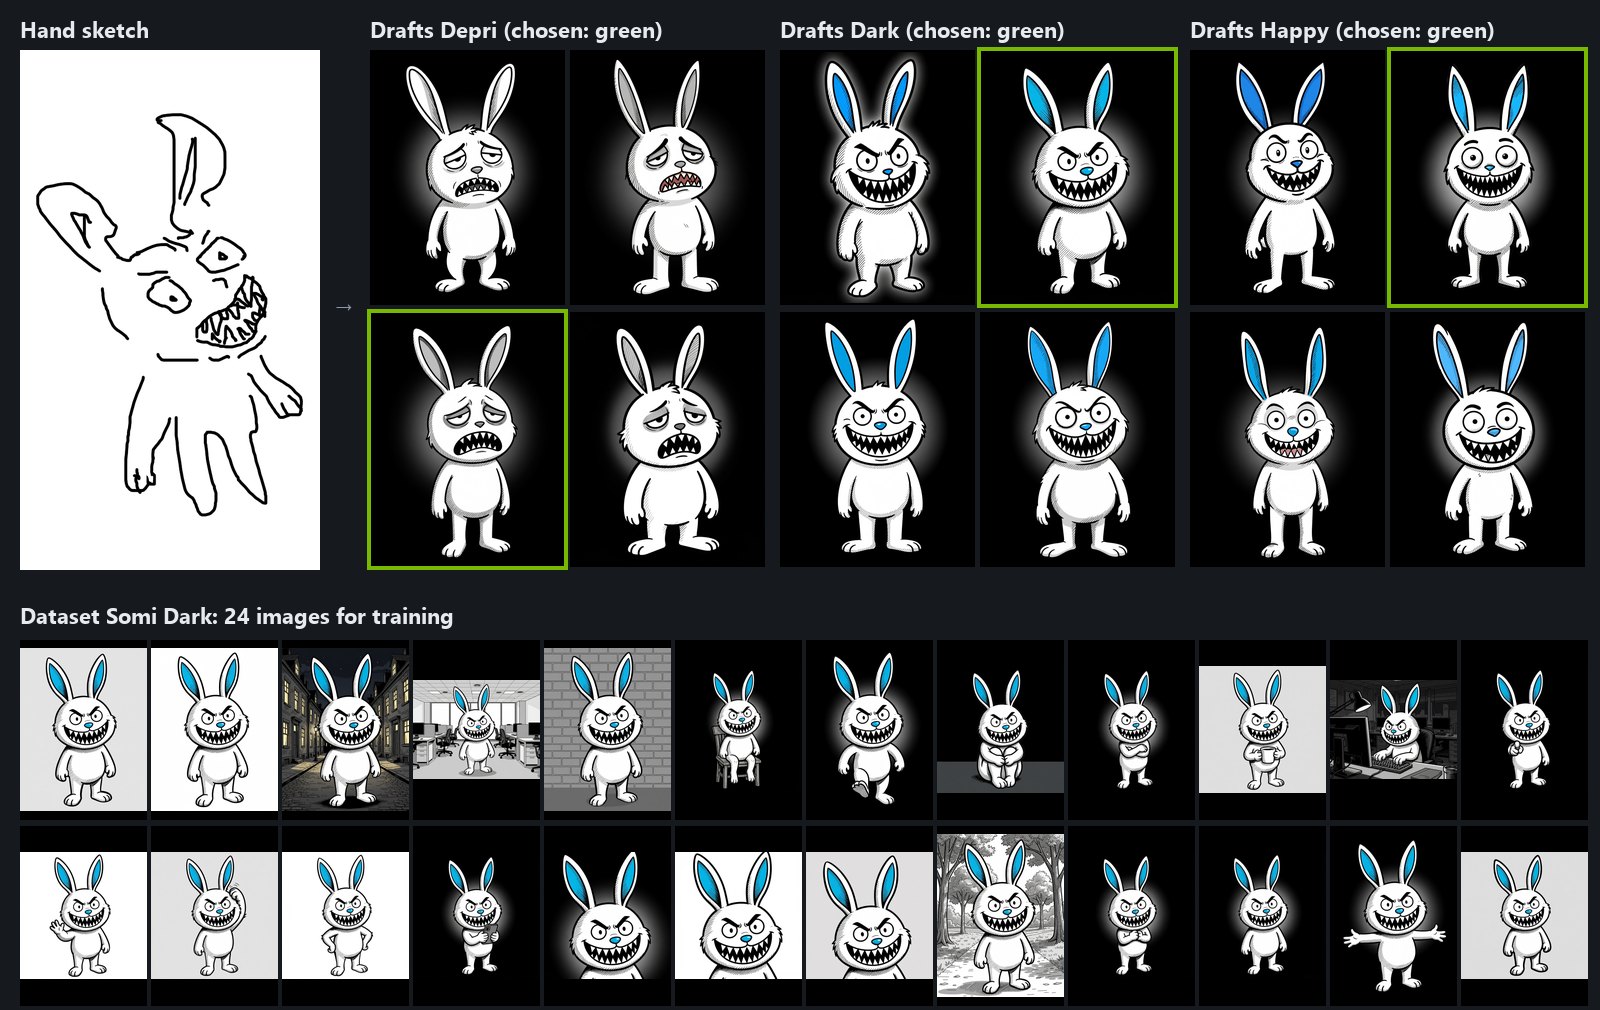 Hand sketch
Drafts Depri (chosen: green)
Drafts Dark (chosen: green)
Drafts Happy (chosen: green)
→
Dataset Somi Dark: 24 images for training